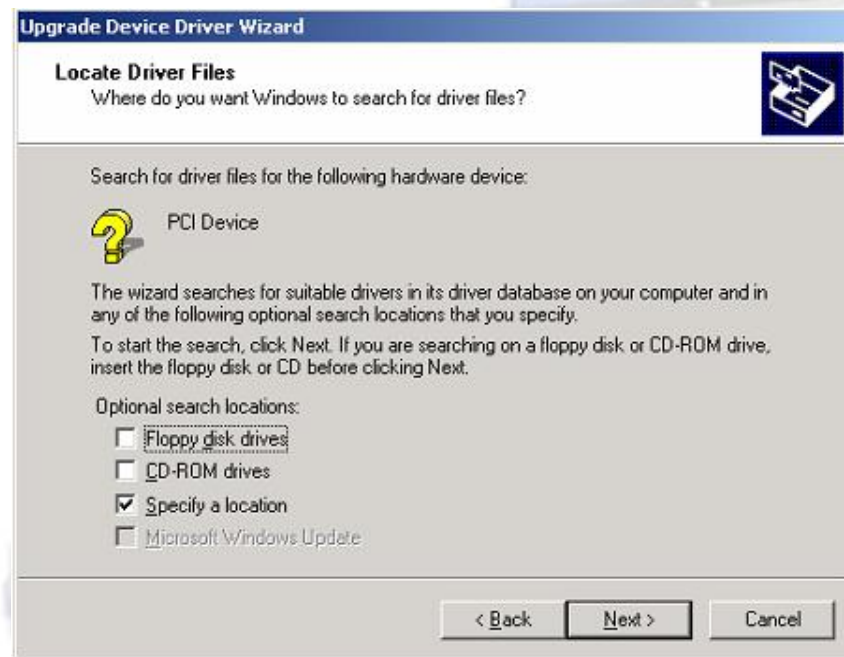 Upgrade Device Driver Wizard
Locate Driver Files
Where do you want Windows to search for driver files?
Search for driver files for the following hardware device:
PCI Device
The wizard searches for suitable drivers in its driver database on your computer and in
any of the following optional search locations that you specify.
To start the search, click Next. If you are searching on a floppy disk or CD-ROM drive,
insert the floppy disk or CD before clicking Next.
Optional search locations:
Floppy disk drives
CD-ROM drives
Specify a location
Microsoft Windows Update
< Back Next > Cancel